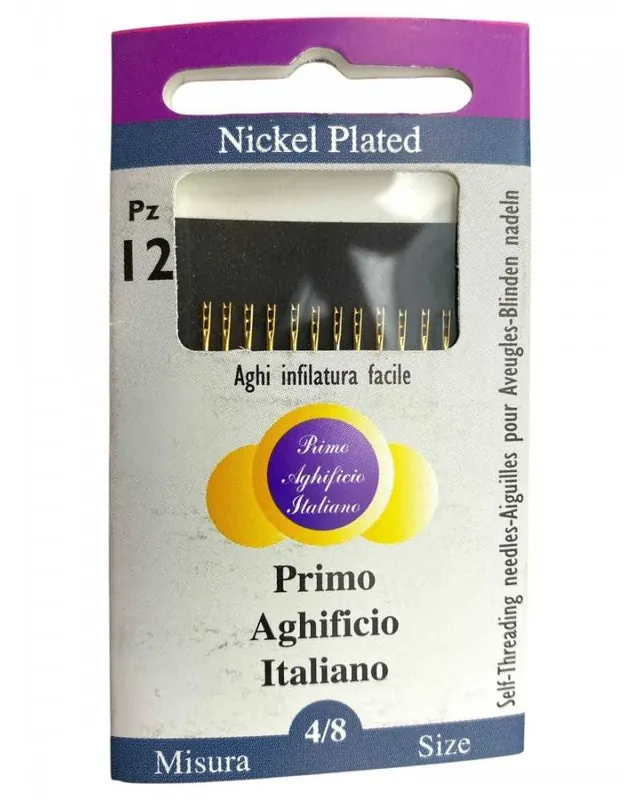 Nickel Plated
Pz
12
Aghi infilatura facile
Primo
Aghificio
Italiano
Primo
Aghificio
Italiano
4/8
Misura
Size
Self-Threading needles-Aiguilles pour Aveugles-Blinden nadeln